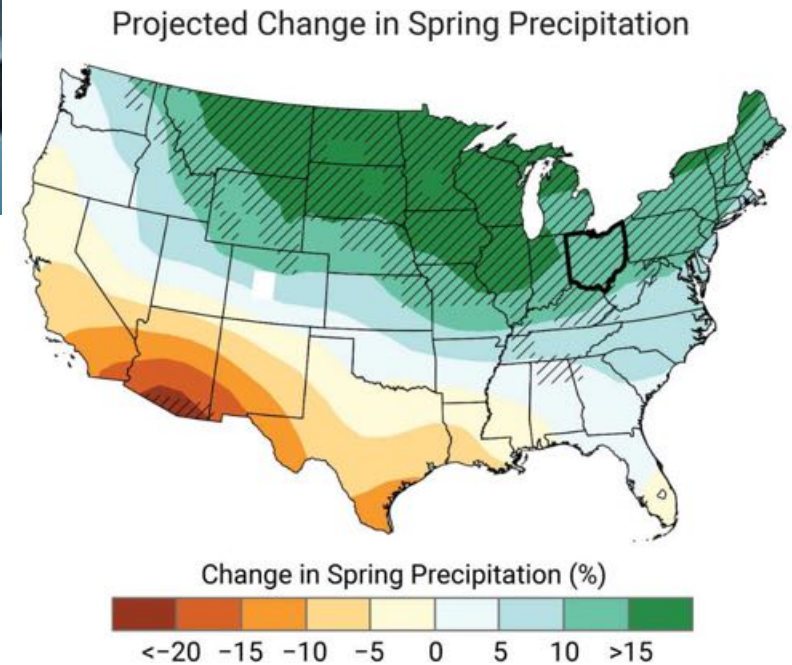 Projected Change in Spring Precipitation
Change in Spring Precipitation (%)
<−20 −15 −10 −5 0 5 10 >15